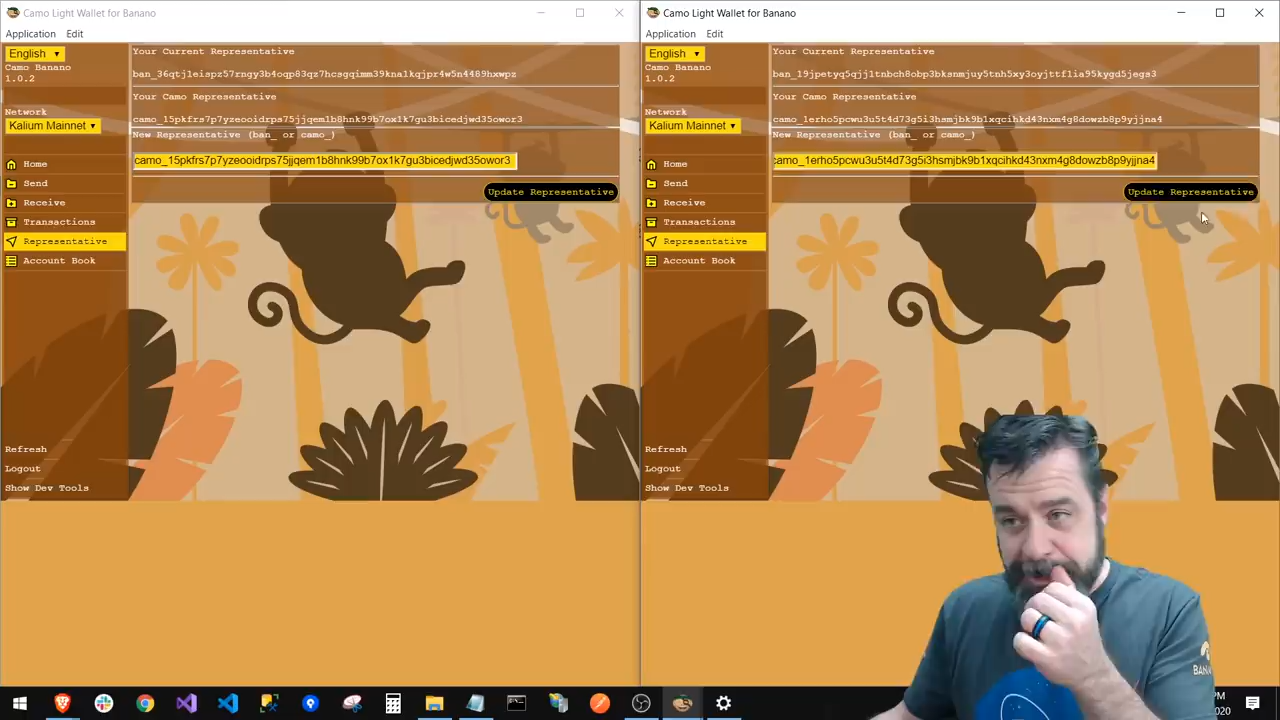 Camo Light Wallet for Banano
Application Edit
English
Camo Banano
1.0.2
Network
Kalium Mainnet
Home
Send
Receive
Transactions
Representative
Account Book
Refresh
Logout
Show Dev Tools
Your Current Representative
ban_36qtj1eispz57rngy3b4oqp83qz7hcsgqimm39kna1kqjpr4w5n4489hxwpz
Your Camo Representative
camo_15pkfrs7p7yzeooidrps75jjqem1b8hnk99b7ox1k7gu3bicedjwd35owor3
New Representative (ban_ or camo_)
camo_15pkfrs7p7yzeooidrps75jjqem1b8hnk99b7ox1k7gu3bicedjwd35owor3
Update Representative
Camo Light Wallet for Banano
Application Edit
English
Camo Banano
1.0.2
Network
Kalium Mainnet
Home
Send
Receive
Transactions
Representative
Account Book
Refresh
Logout
Show Dev Tools
Your Current Representative
ban_19jpetyq5qjj1tnbch8obp3bksnmjuy5tnh5xy3oyjttf1ia95kygd5jegs3
Your Camo Representative
camo_1erho5pcwu3u5t4d73g5i3hsmjbk9b1xqcihkd43nxm4g8dowzb8p9yjjna4
New Representative (ban_ or camo_)
camo_1erho5pcwu3u5t4d73g5i3hsmjbk9b1xqcihkd43nxm4g8dowzb8p9yjjna4
Update Representative
BANA
PM
2020